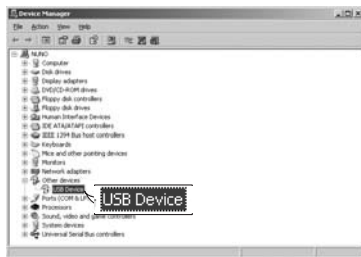 Device Manager
File Action View Help
NUNO
Computer
Disk drives
Display adapters
DVD/CD-ROM drives
Floppy disk controllers
Floppy disk drives
Human Interface Devices
IDE ATA/ATAPI controllers
IEEE 1394 Bus host controllers
Keyboards
Mice and other pointing devices
Monitors
Network adapters
Other devices
USB Device
USB Device
Ports (COM & LPT
Processors
Sound, video and game controllers
System devices
Universal Serial Bus controllers